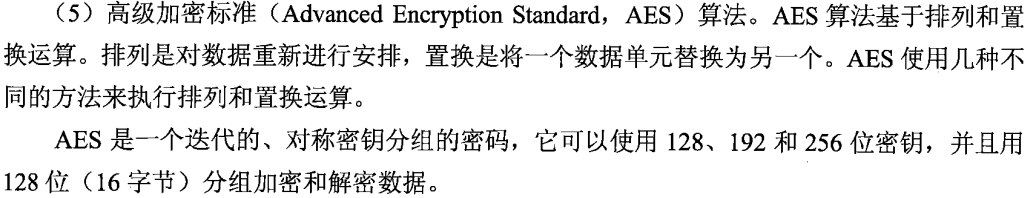 （5）高级加密标准（Advanced Encryption Standard，AES）算法。AES 算法基于排列和置
换运算。排列是对数据重新进行安排，置换是将一个数据单元替换为另一个。AES 使用几种不
同的方法来执行排列和置换运算。
AES 是一个迭代的、对称密钥分组的密码，它可以使用 128、192 和 256 位密钥，并且用
128 位（16 字节）分组加密和解密数据。